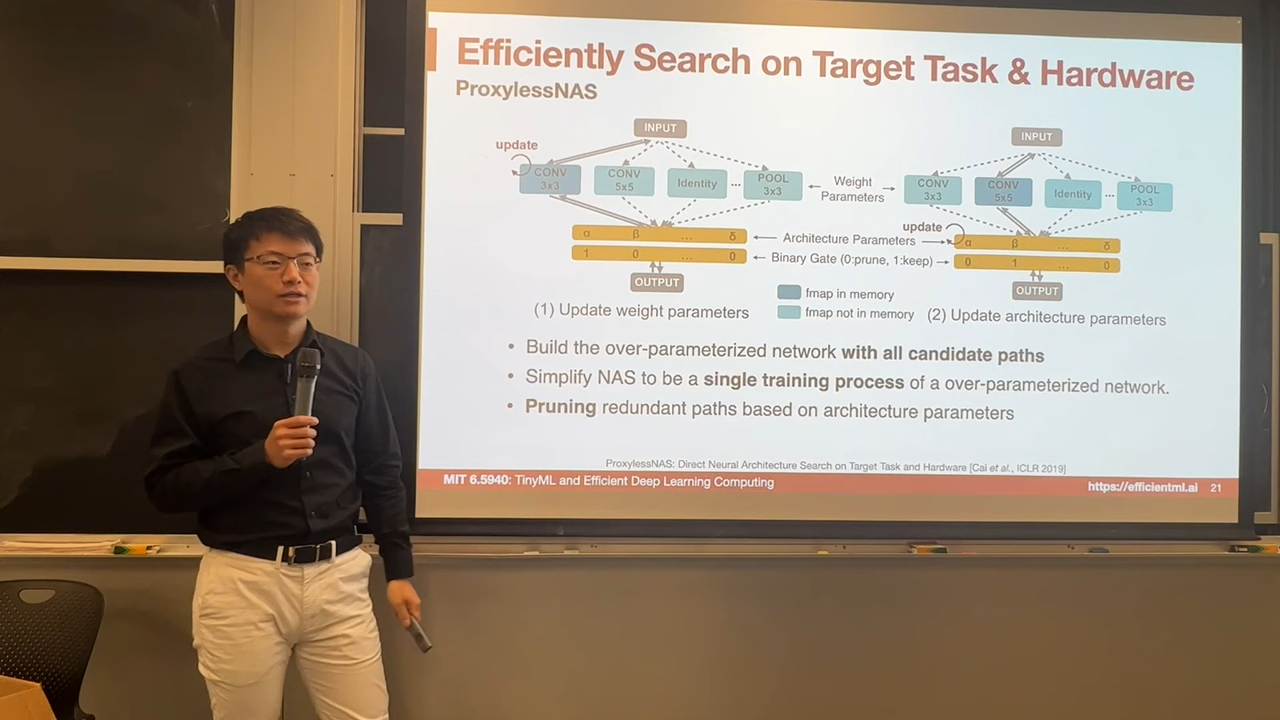 Efficiently Search on Target Task & Hardware
ProxylessNAS
INPUT
update
CONV 3x3
CONV 5x5
Identity
...
POOL 3x3
Weight Parameters
INPUT
CONV 3x3
CONV 5x5
Identity
...
POOL 3x3
α β ... δ
Architecture Parameters
update
α β ... δ
1 0 ... 0
Binary Gate (0:prune, 1:keep)
0 1 ... 0
OUTPUT
OUTPUT
fmap in memory
fmap not in memory
(1) Update weight parameters
(2) Update architecture parameters
• Build the over-parameterized network with all candidate paths
• Simplify NAS to be a single training process of a over-parameterized network.
• Pruning redundant paths based on architecture parameters
ProxylessNAS: Direct Neural Architecture Search on Target Task and Hardware [Cai et al., ICLR 2019]
MIT 6.5940: TinyML and Efficient Deep Learning Computing
https://efficientml.ai 21